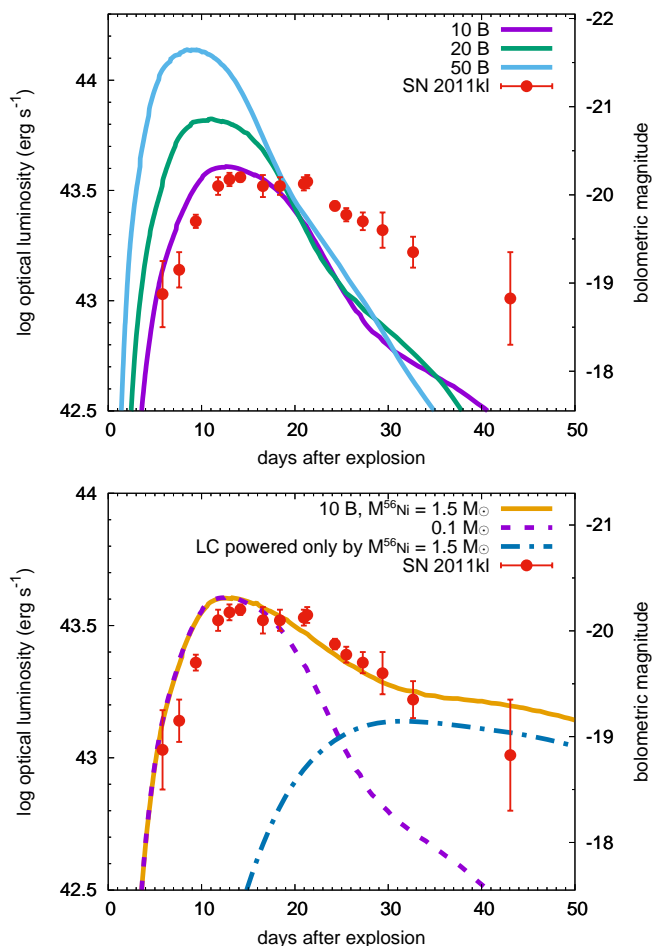 10 B
20 B
50 B
SN 2011kl
log optical luminosity (erg s⁻¹)
44
43.5
43
42.5
-22
-21
-20
-19
-18
bolometric magnitude
0 10 20 30 40 50
days after explosion
10 B, M⁵⁶Ni = 1.5 M⊙
0.1 M⊙
LC powered only by M⁵⁶Ni = 1.5 M⊙
SN 2011kl
log optical luminosity (erg s⁻¹)
44
43.5
43
42.5
-21
-20
-19
-18
bolometric magnitude
0 10 20 30 40 50
days after explosion